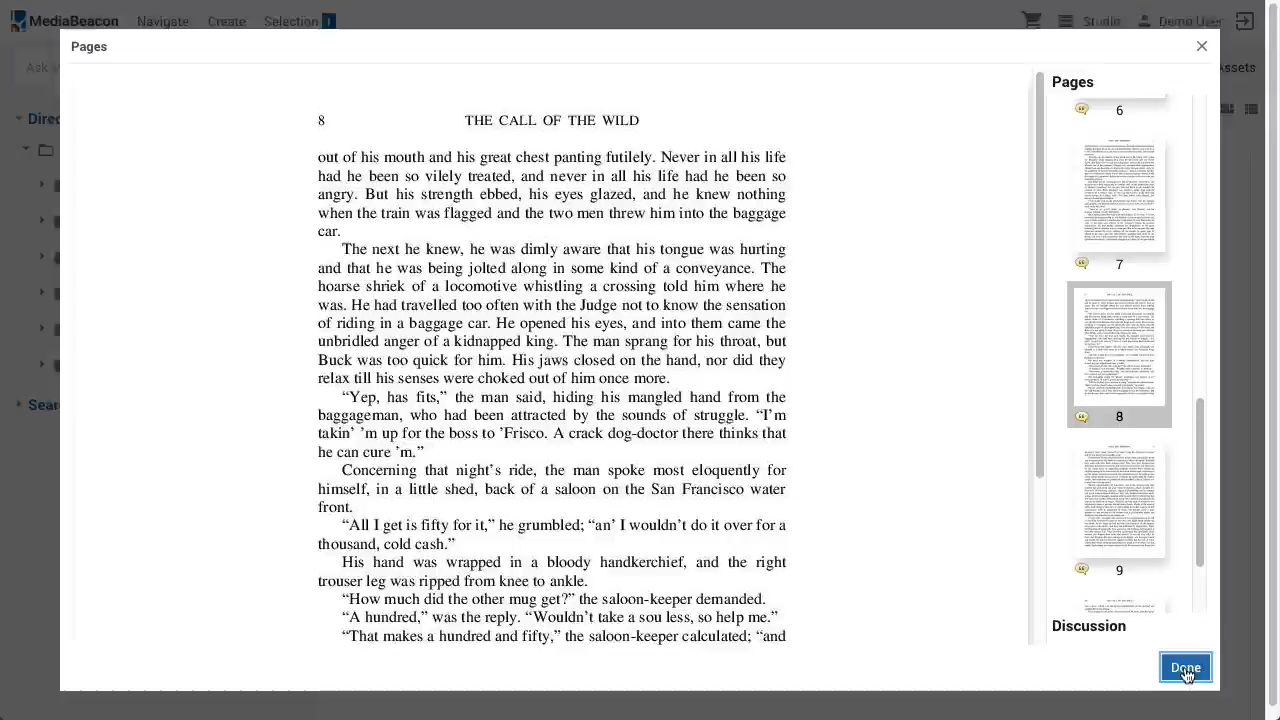 MediaBeacon Navigate Create Selection 1 Studio Demo User
Pages
Ask
Assets
Direc
Sear
8 THE CALL OF THE WILD
out of his mouth and his great chest panting futilely. Never in all his life
had he been so vilely treated, and never in all his life had he been so
angry. But his strength ebbed, his eyes glazed, and he knew nothing
when the train was flagged and the two men threw him into the baggage
car.
The next he knew, he was dimly aware that his tongue was hurting
and that he was being jolted along in some kind of a conveyance. The
hoarse shriek of a locomotive whistling a crossing told him where he
was. He had travelled too often with the Judge not to know the sensation
of riding in a baggage car. He opened his eyes, and into them came the
unbridled anger of a kidnapped king. The man sprang for his throat, but
Buck was too quick for him. His jaws closed on the hand, nor did they
relax till his senses were choked out of him once more.
“Yep, has fits,” the man said, hiding his mangled hand from the
baggageman, who had been attracted by the sounds of struggle. “I’m
takin’ ’m up for the boss to ’Frisco. A crack dog-doctor there thinks that
he can cure ’m.”
Concerning that night’s ride, the man spoke most eloquently for
himself, in a little shed back of a saloon on the San Francisco water
front.
“All I get is fifty for it,” he grumbled; “an’ I wouldn’t do it over for a
thousand, cold cash.”
His hand was wrapped in a bloody handkerchief, and the right
trouser leg was ripped from knee to ankle.
“How much did the other mug get?” the saloon-keeper demanded.
“A hundred,” was the reply. “Wouldn’t take a sou less, so help me.”
“That makes a hundred and fifty,” the saloon-keeper calculated; “and
Pages
6
7
8
9
Discussion
Done